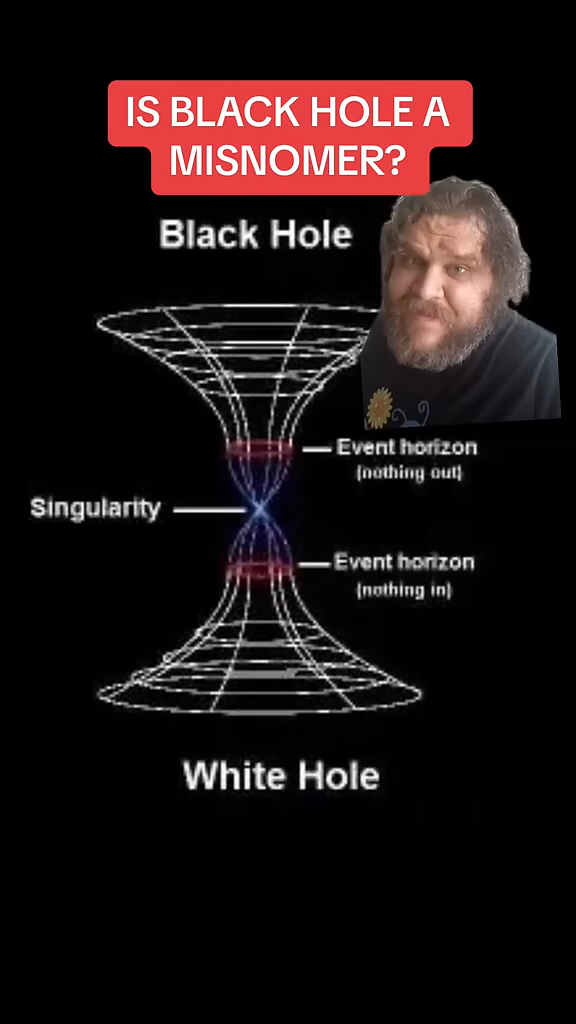 IS BLACK HOLE A
MISNOMER?
Black Hole
Event horizon
(nothing out)
Singularity
Event horizon
(nothing in)
White Hole